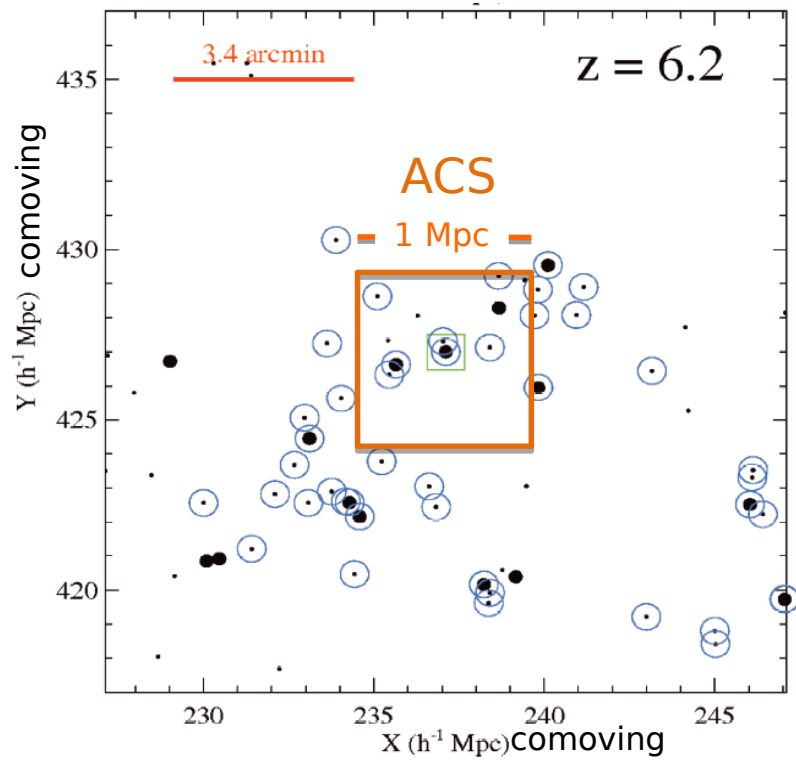 3.4 arcmin
z = 6.2
ACS
1 Mpc
435
430
425
420
Y (h⁻¹ Mpc) comoving
230
235
240
245
X (h⁻¹ Mpc) comoving